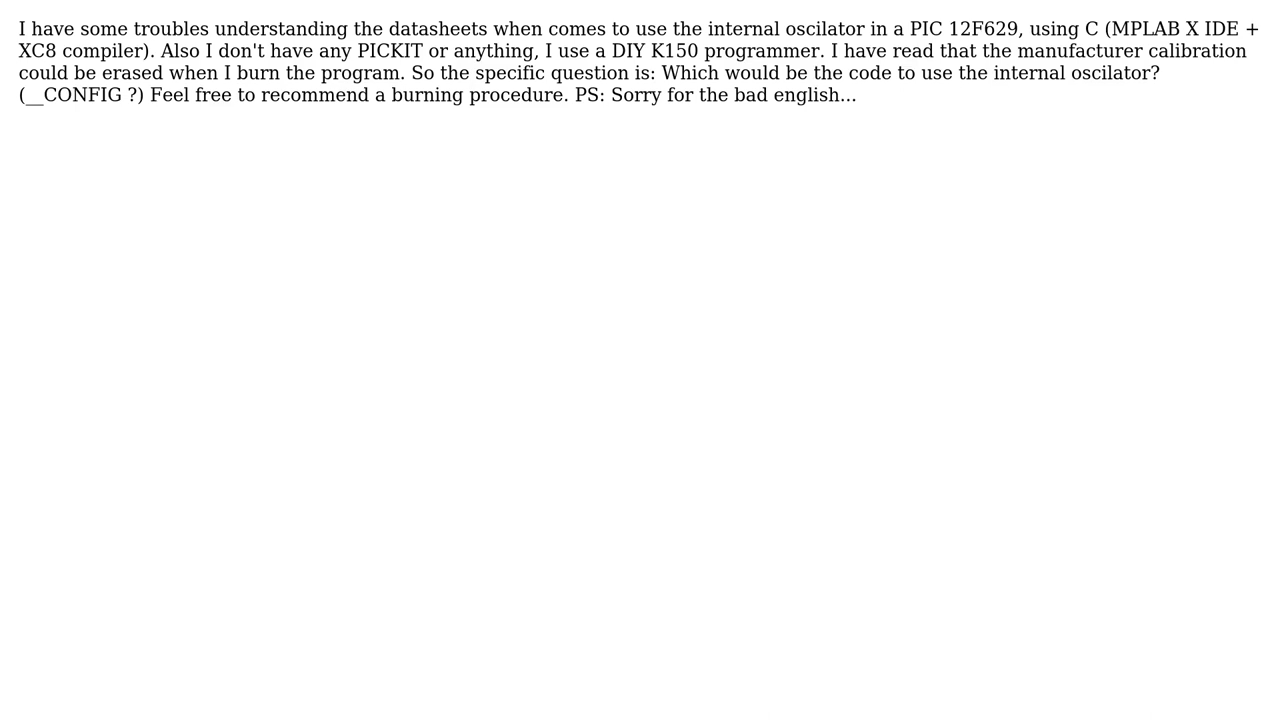 I have some troubles understanding the datasheets when comes to use the internal oscilator in a PIC 12F629, using C (MPLAB X IDE +
XC8 compiler). Also I don't have any PICKIT or anything, I use a DIY K150 programmer. I have read that the manufacturer calibration
could be erased when I burn the program. So the specific question is: Which would be the code to use the internal oscilator?
(__CONFIG ?) Feel free to recommend a burning procedure. PS: Sorry for the bad english...